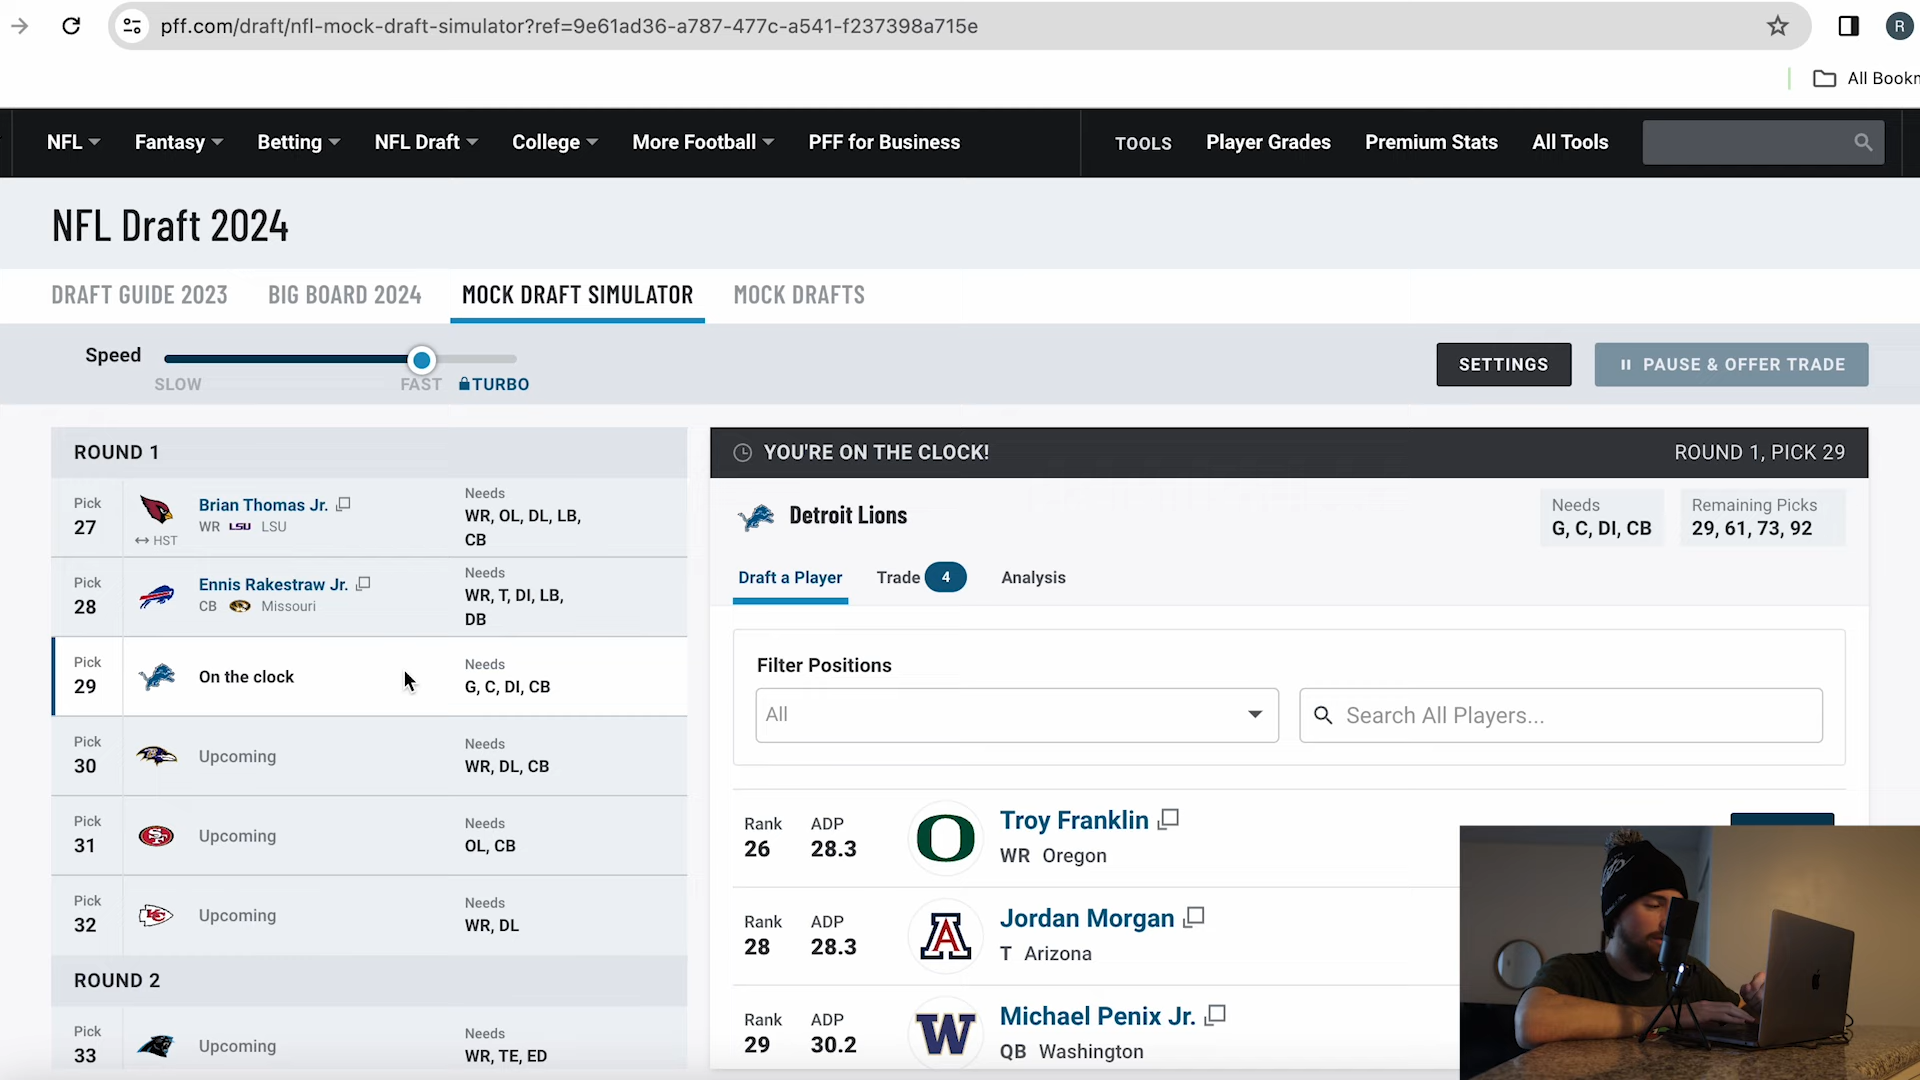 pff.com/draft/nfl-mock-draft-simulator?ref=9e61ad36-a787-477c-a541-f237398a715e
R
All Bookm
NFL Fantasy Betting NFL Draft College More Football PFF for Business TOOLS Player Grades Premium Stats All Tools
NFL Draft 2024
DRAFT GUIDE 2023 BIG BOARD 2024 MOCK DRAFT SIMULATOR MOCK DRAFTS
Speed
SLOW FAST TURBO
SETTINGS PAUSE & OFFER TRADE
ROUND 1
Pick 27
HST
Brian Thomas Jr.
WR LSU LSU
Needs
WR, OL, DL, LB,
CB
Pick 28
Ennis Rakestraw Jr.
CB Missouri
Needs
WR, T, DI, LB,
DB
Pick 29
On the clock
Needs
G, C, DI, CB
Pick 30
Upcoming
Needs
WR, DL, CB
Pick 31
Upcoming
Needs
OL, CB
Pick 32
Upcoming
Needs
WR, DL
ROUND 2
Pick 33
Upcoming
Needs
WR, TE, ED
YOU'RE ON THE CLOCK! ROUND 1, PICK 29
Detroit Lions
Needs
G, C, DI, CB
Remaining Picks
29, 61, 73, 92
Draft a Player Trade 4 Analysis
Filter Positions
All
Search All Players...
Rank 26
ADP 28.3
Troy Franklin
WR Oregon
Rank 28
ADP 28.3
Jordan Morgan
T Arizona
Rank 29
ADP 30.2
Michael Penix Jr.
QB Washington